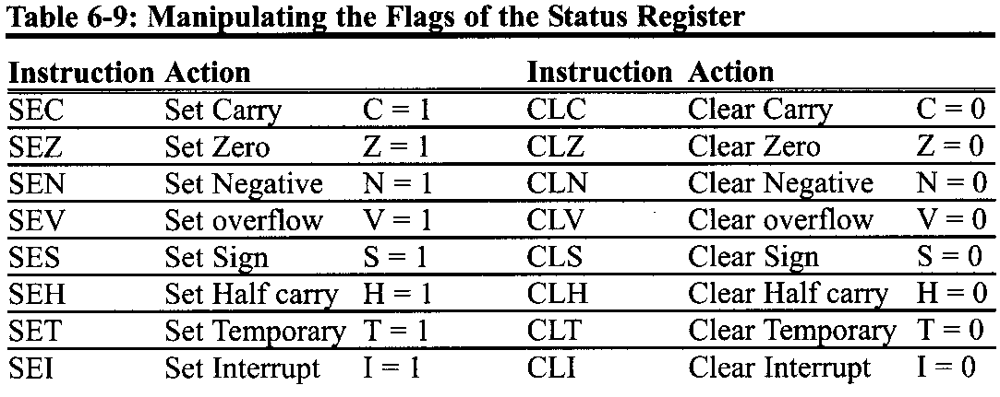 Table 6-9: Manipulating the Flags of the Status Register
Instruction Action Instruction Action
SEC Set Carry C = 1 CLC Clear Carry C = 0
SEZ Set Zero Z = 1 CLZ Clear Zero Z = 0
SEN Set Negative N = 1 CLN Clear Negative N = 0
SEV Set overflow V = 1 CLV Clear overflow V = 0
SES Set Sign S = 1 CLS Clear Sign S = 0
SEH Set Half carry H = 1 CLH Clear Half carry H = 0
SET Set Temporary T = 1 CLT Clear Temporary T = 0
SEI Set Interrupt I = 1 CLI Clear Interrupt I = 0